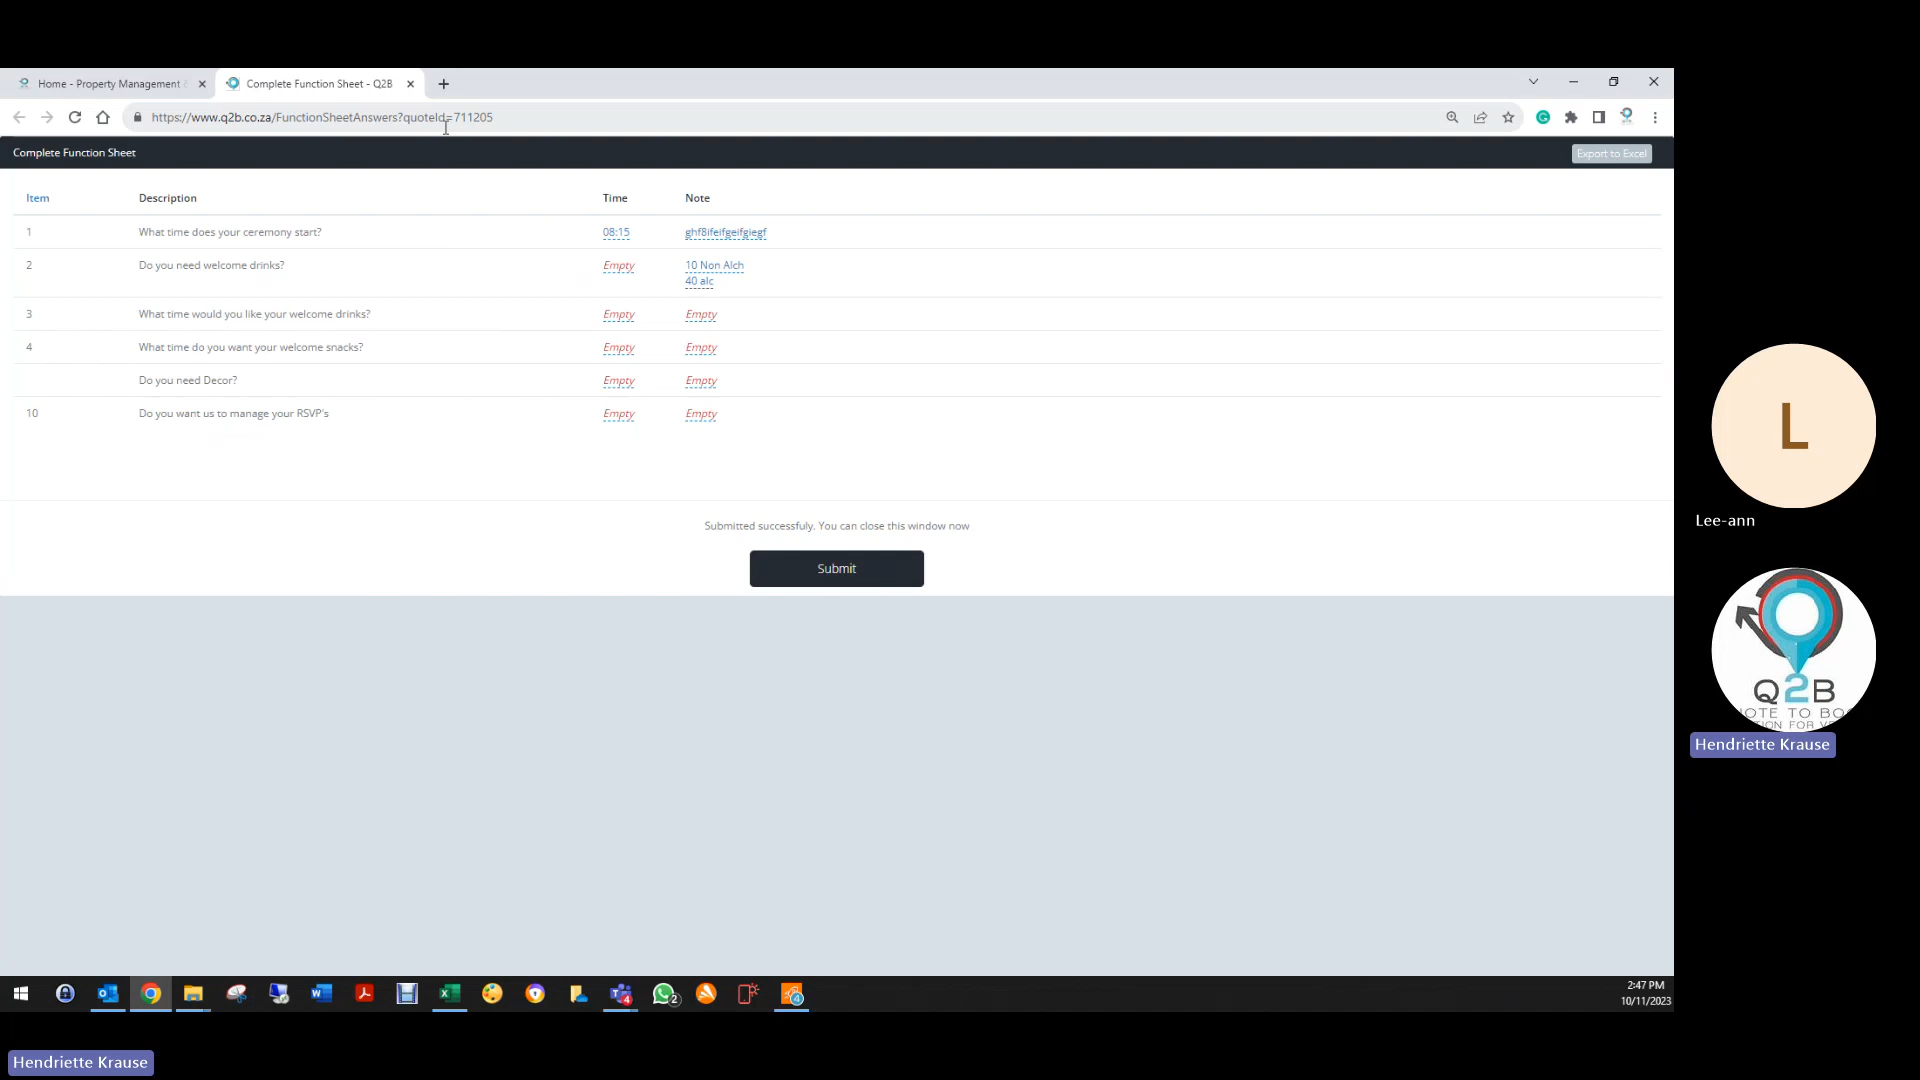 Home - Property Management
Complete Function Sheet - Q2B
https://www.q2b.co.za/FunctionSheetAnswers?quoteId=711205
Complete Function Sheet
Export to Excel
Item Description Time Note
1 What time does your ceremony start? 08:15 ghf8ifeifgeifgiegf
2 Do you need welcome drinks? Empty 10 Non Alch
40 alc
3 What time would you like your welcome drinks? Empty Empty
4 What time do you want your welcome snacks? Empty Empty
Do you need Decor? Empty Empty
10 Do you want us to manage your RSVP's Empty Empty
Submitted successfuly. You can close this window now
Submit
L
Lee-ann
Q2B
Hendriette Krause
4
2
4
2:47 PM
10/11/2023
Hendriette Krause